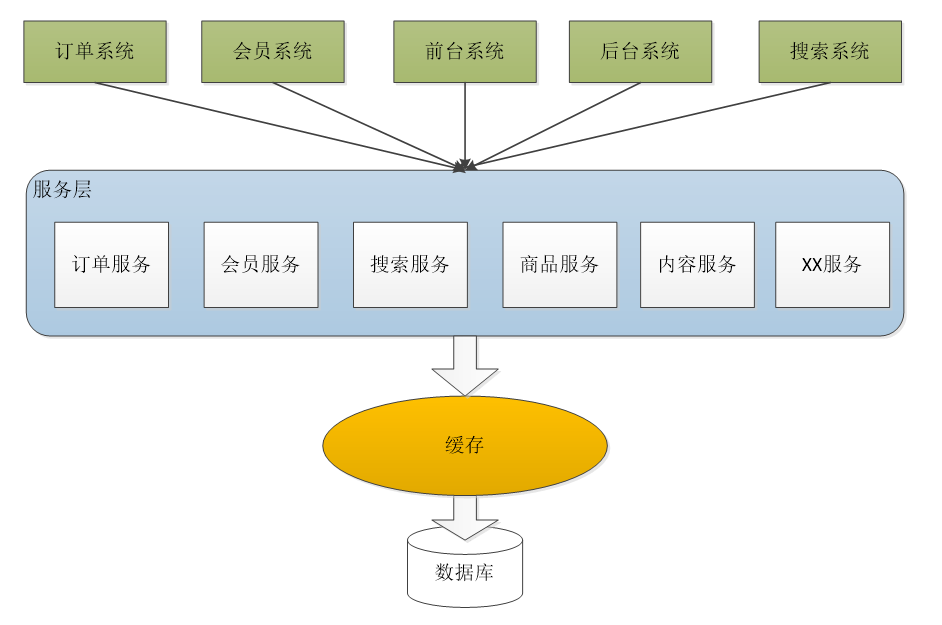 订单系统
会员系统
前台系统
后台系统
搜索系统
服务层
订单服务
会员服务
搜索服务
商品服务
内容服务
XX服务
缓存
数据库